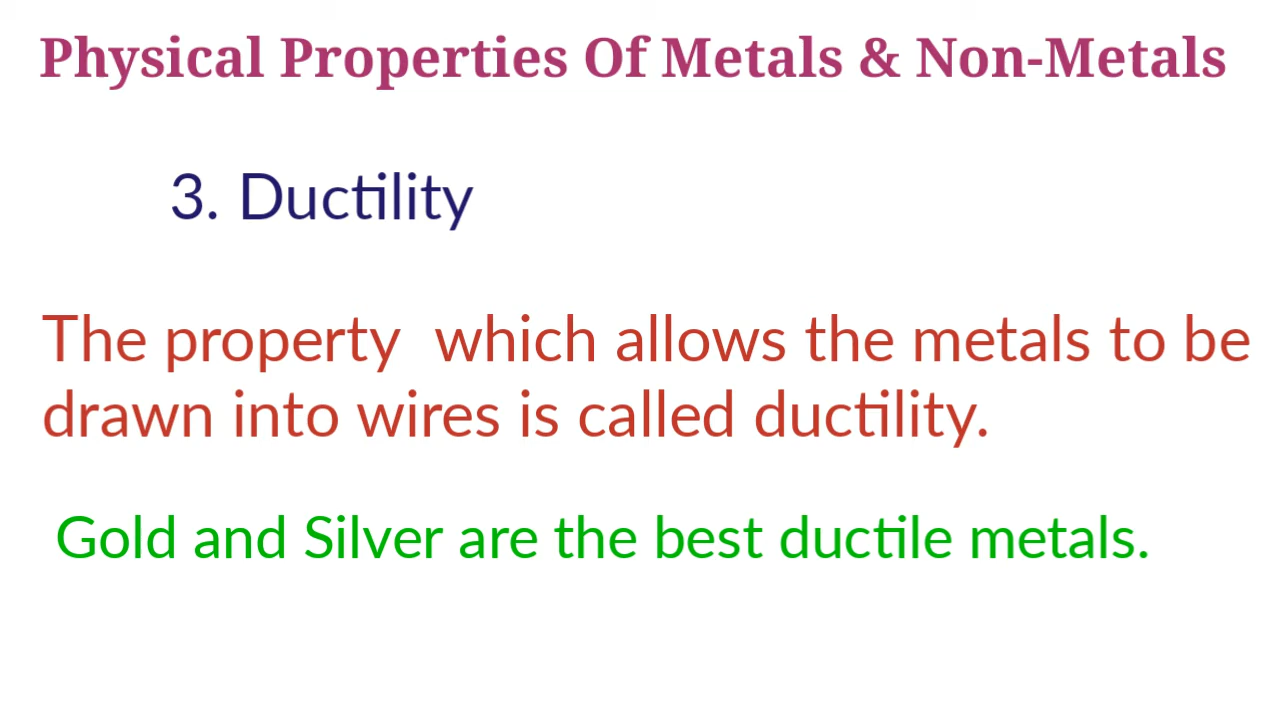 Physical Properties Of Metals & Non-Metals
3. Ductility
The property which allows the metals to be
drawn into wires is called ductility.
Gold and Silver are the best ductile metals.